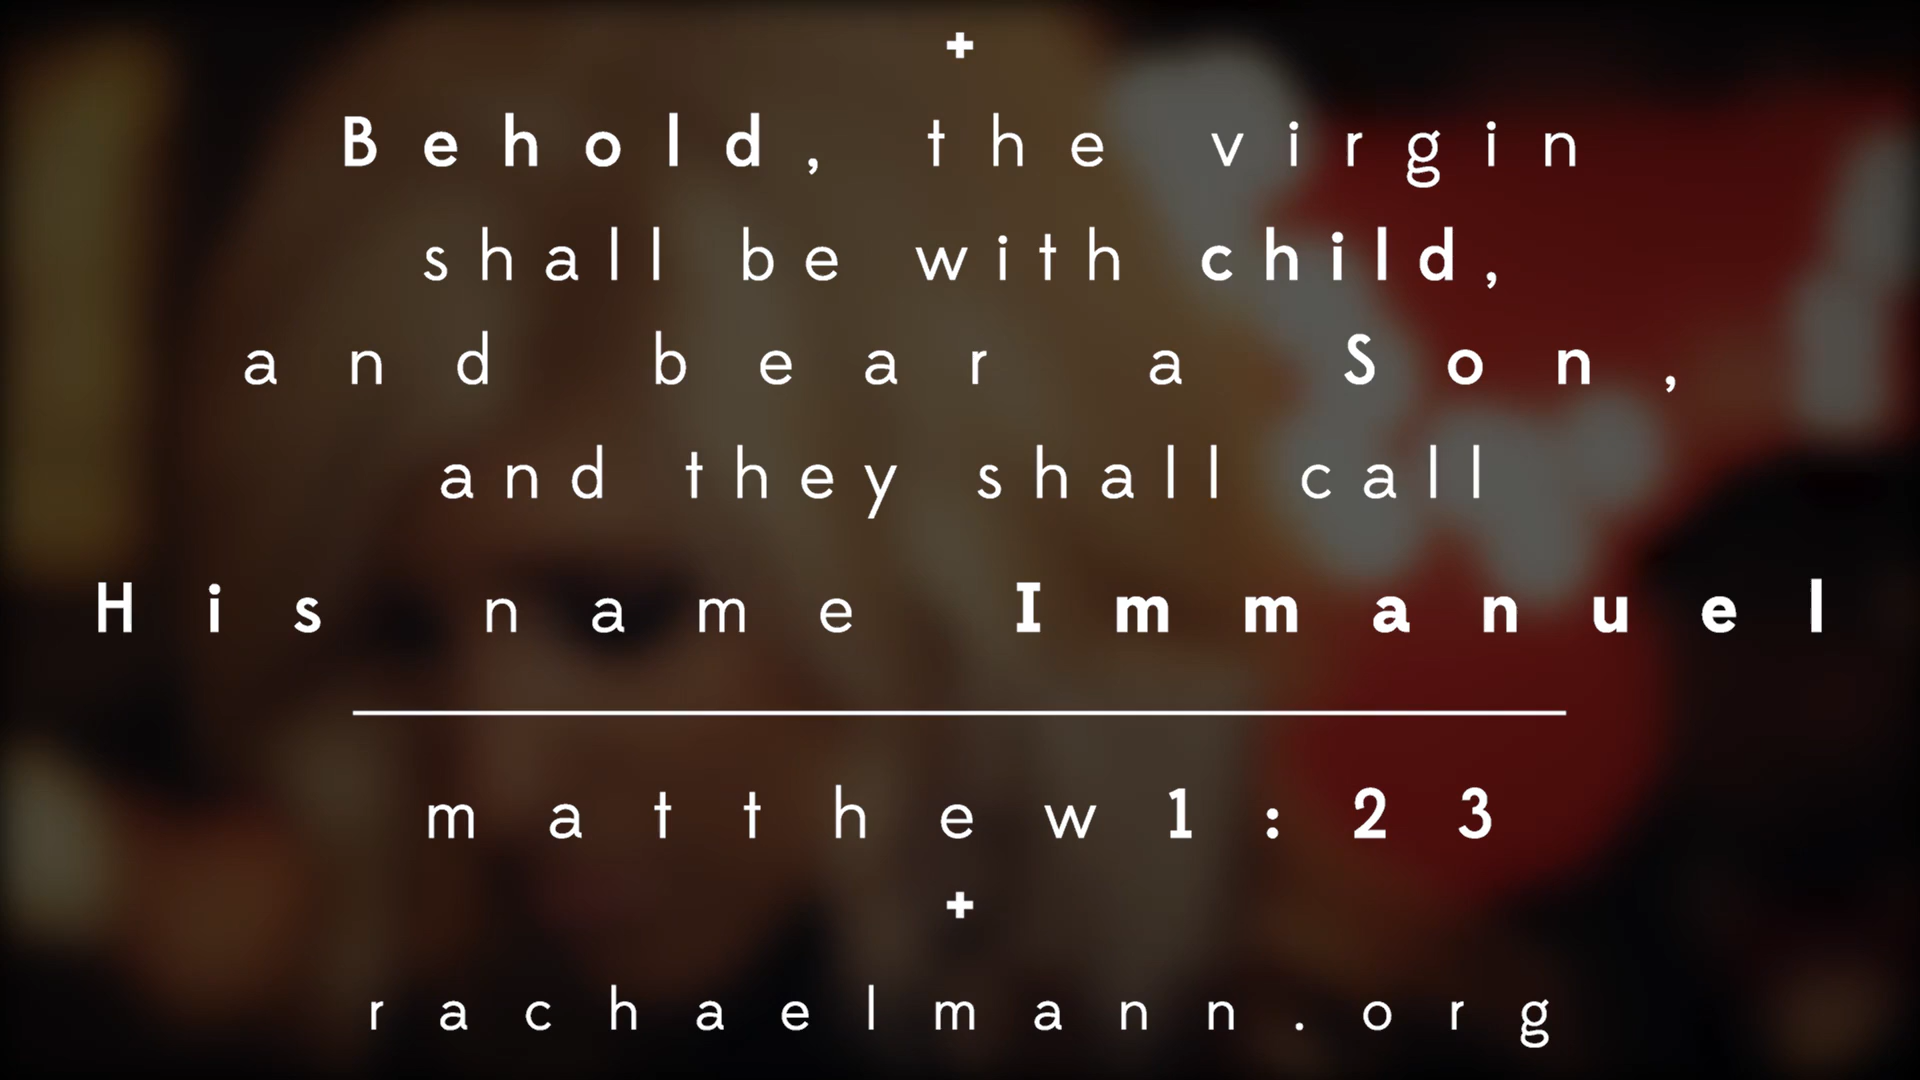 +
Behold, the virgin
shall be with child,
and bear a Son,
and they shall call
His name Immanuel
matthew 1:23
+
rachaelmann.org